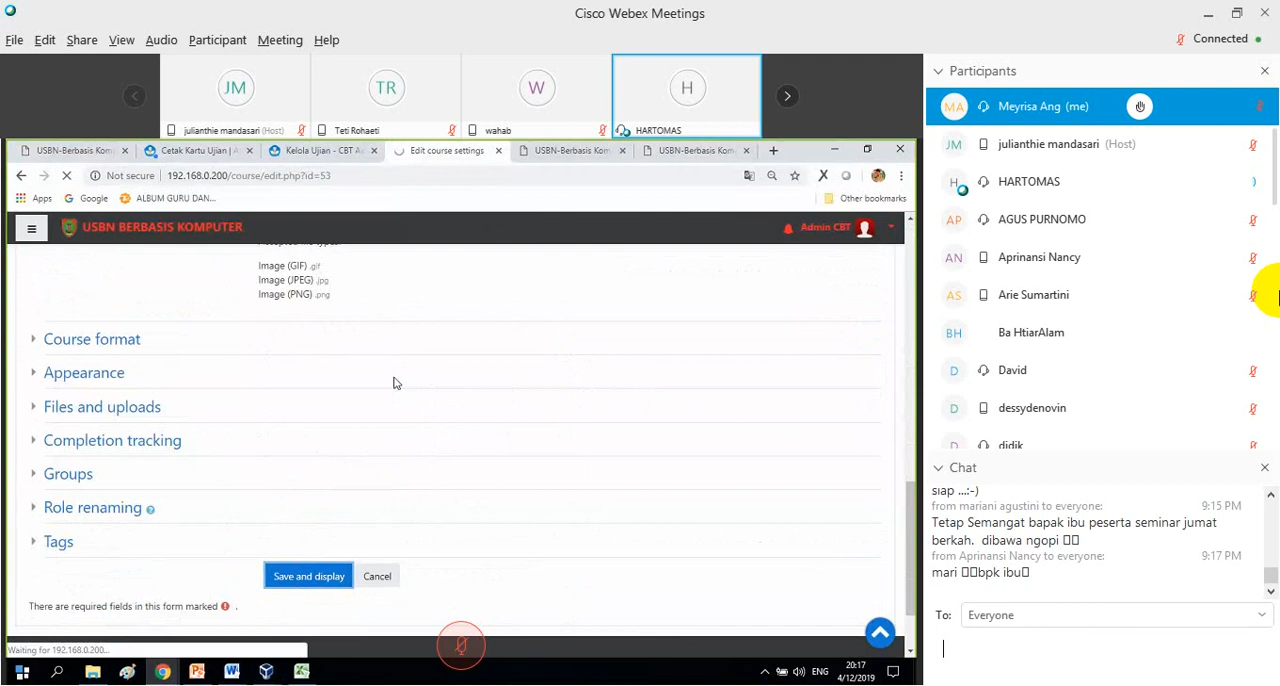 Cisco Webex Meetings
File Edit Share View Audio Participant Meeting Help
Connected
JM
TR
W
H
julianthie mandasari (Host)
Teti Rohaeti
wahab
HARTOMAS
USBN-Berbasis Kom
Cetak Kartu Ujian | A
Kelola Ujian - CBT A
Edit course settings
USBN-Berbasis Kom
USBN-Berbasis Kom
Not secure 192.168.0.200/course/edit.php?id=53
Apps Google ALBUM GURU DAN... Other bookmarks
USBN BERBASIS KOMPUTER
Admin CBT
Image (GIF) .gif
Image (JPEG) .jpg
Image (PNG) .png
Course format
Appearance
Files and uploads
Completion tracking
Groups
Role renaming
Tags
Save and display
Cancel
There are required fields in this form marked .
Waiting for 192.168.0.200...
ENG
20:17
4/12/2019
Participants
MA Meyrisa Ang (me)
JM julianthie mandasari (Host)
H HARTOMAS
AP AGUS PURNOMO
AN Aprinansi Nancy
AS Arie Sumartini
BH Ba HtiarAlam
D David
D dessydenovin
D didik
Chat
siap ...:-)
from mariani agustini to everyone: 9:15 PM
Tetap Semangat bapak ibu peserta seminar jumat
berkah. dibawa ngopi
from Aprinansi Nancy to everyone: 9:17 PM
mari bpk ibu
To: Everyone